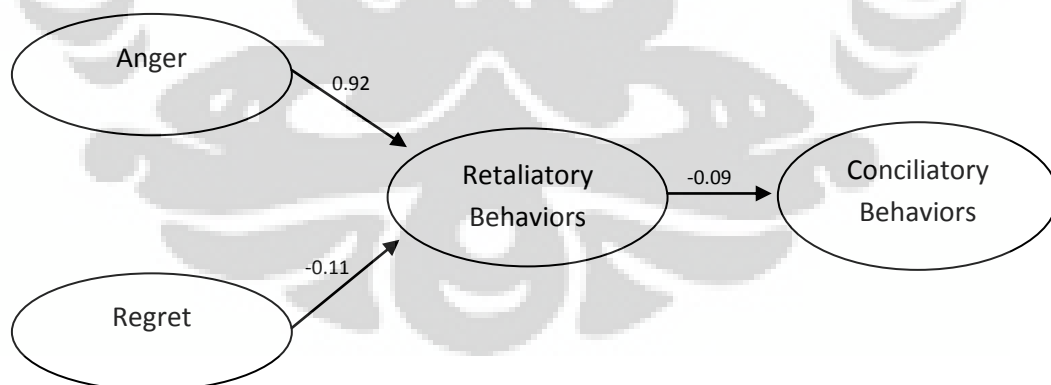 Anger
0.92
Retaliatory
Behaviors
-0.09
Conciliatory
Behaviors
-0.11
Regret